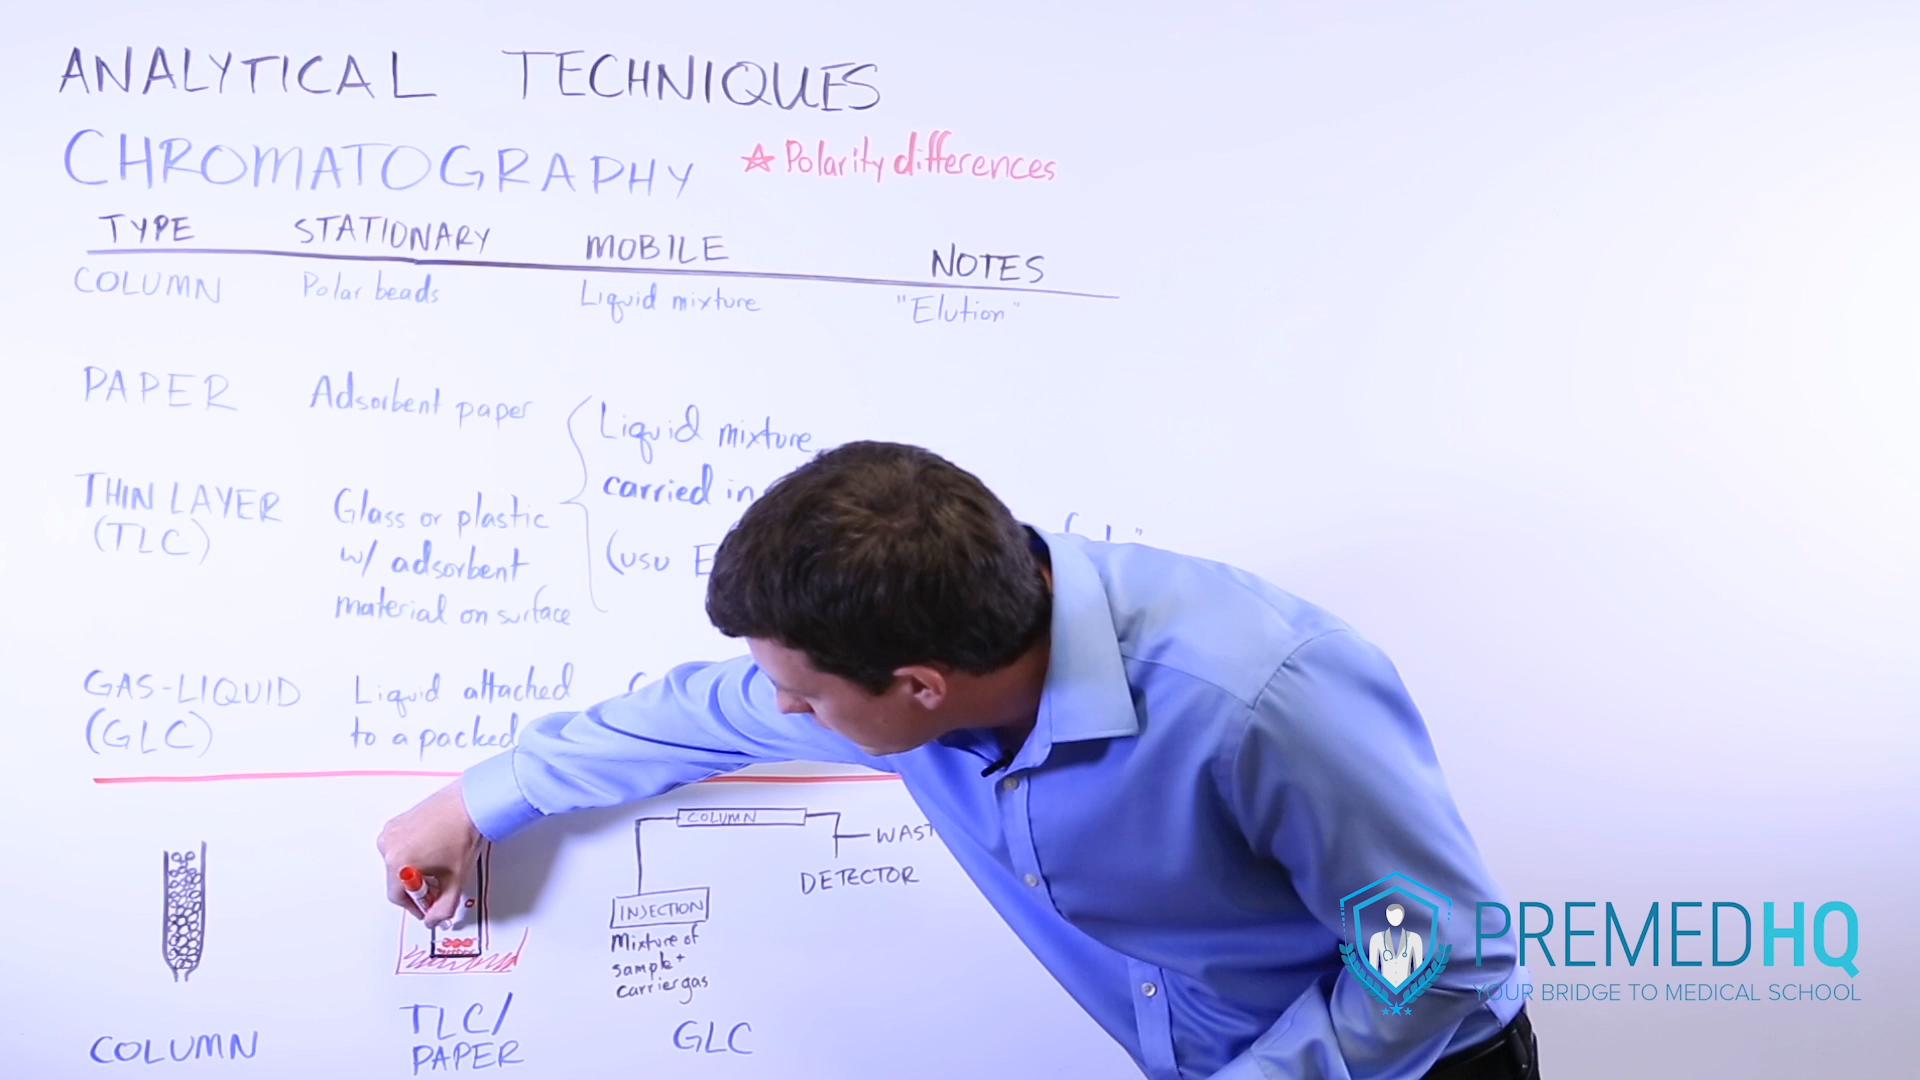 ANALYTICAL TECHNIQUES
CHROMATOGRAPHY ☆ Polarity differences
TYPE STATIONARY MOBILE NOTES
COLUMN Polar beads Liquid mixture "Elution"
PAPER Adsorbent paper Liquid mixture
carried in
THIN LAYER Glass or plastic
(TLC) w/ adsorbent (usu
material on surface
GAS-LIQUID Liquid attached
(GLC) to a packed
COLUMN
WAST
DETECTOR
INJECTION
Mixture of
sample +
carrier gas
COLUMN
TLC/
PAPER
GLC
PREMEDHQ
YOUR BRIDGE TO MEDICAL SCHOOL